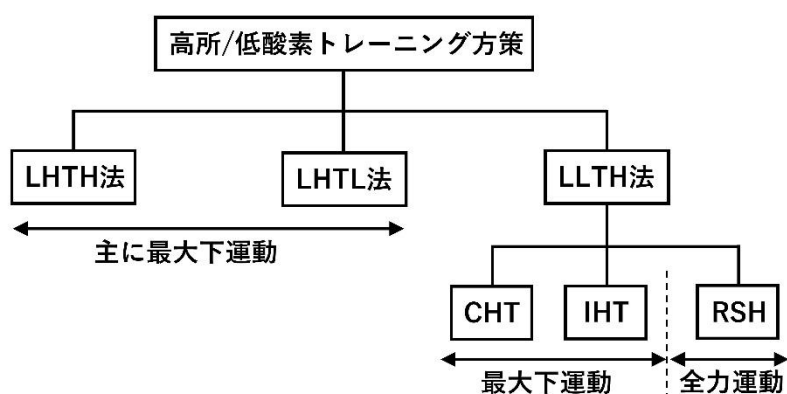 高所/低酸素トレーニング方策
LHTH法
LHTL法
LLTH法
主に最大下運動
CHT
IHT
RSH
最大下運動
全力運動